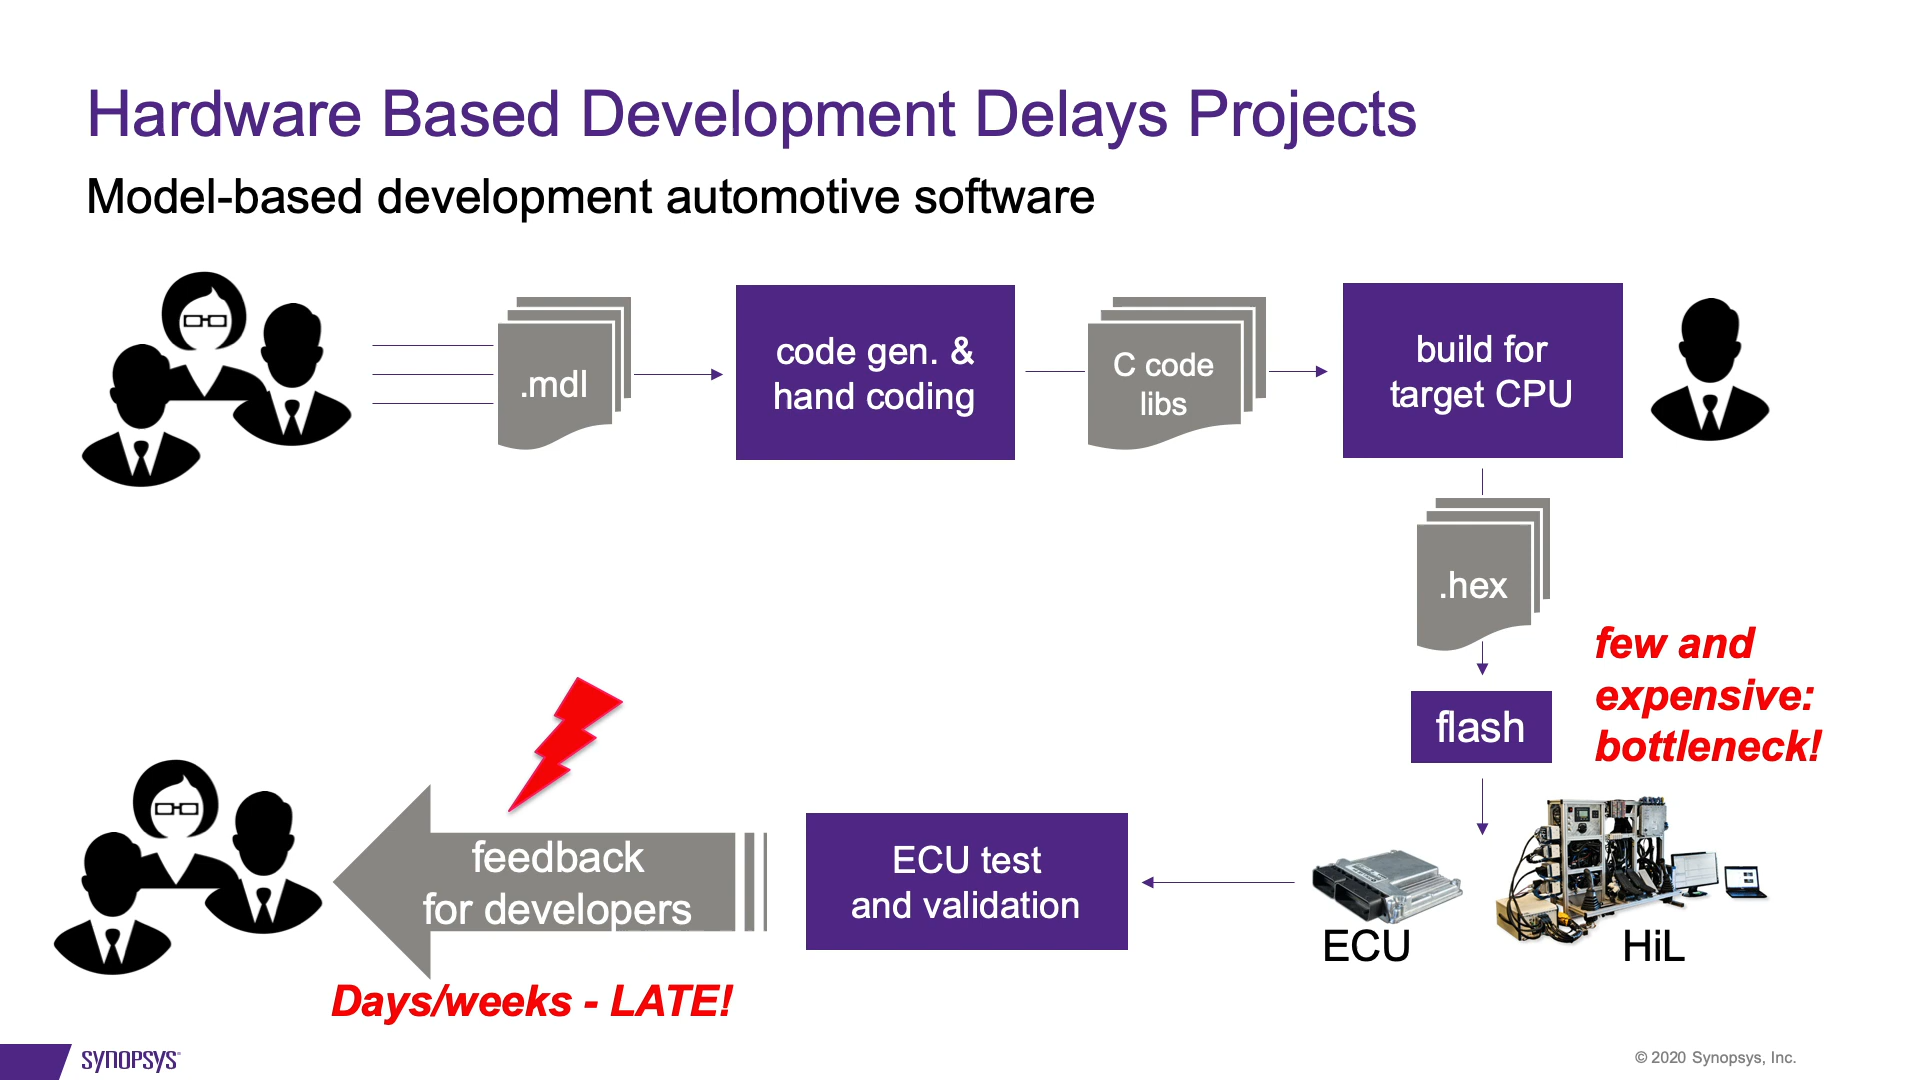 Hardware Based Development Delays Projects
Model-based development automotive software
.mdl
code gen. &
hand coding
C code
libs
build for
target CPU
.hex
few and
expensive:
bottleneck!
flash
ECU
HiL
ECU test
and validation
feedback
for developers
Days/weeks - LATE!
SYNOPSYS
© 2020 Synopsys, Inc.